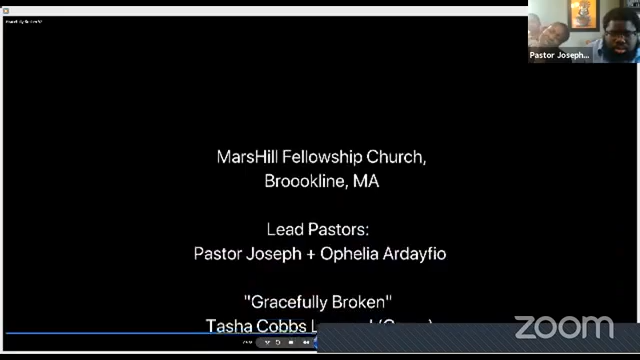 Pastor Joseph...
MarsHill Fellowship Church,
Broookline, MA
Lead Pastors:
Pastor Joseph + Ophelia Ardayfio
"Gracefully Broken"
Tasha Cobbs
zoom